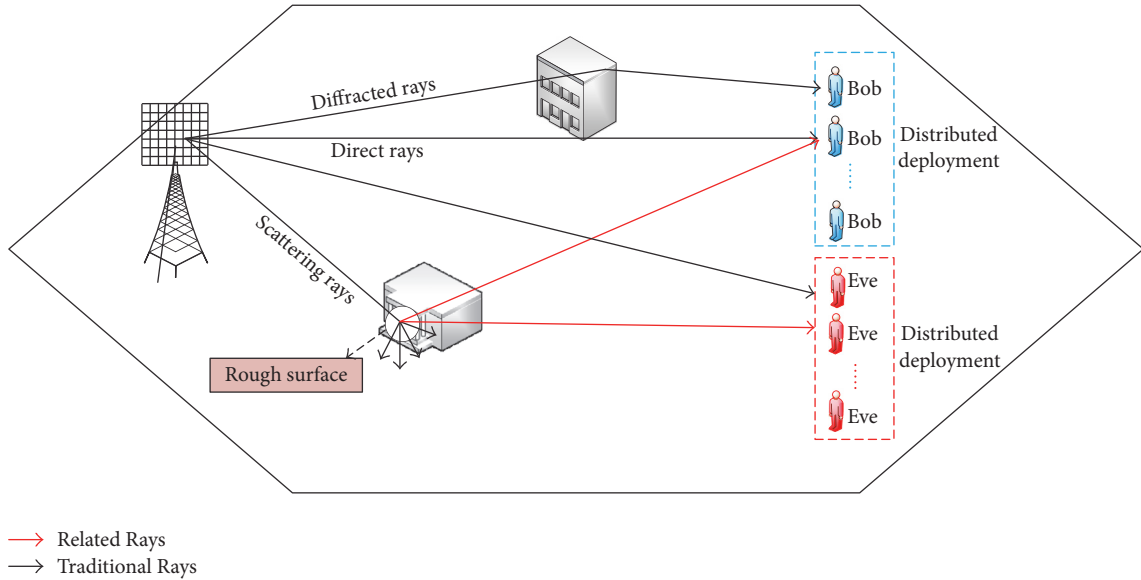 Diffracted rays
Direct rays
Scattering rays
Rough surface
Bob
Bob
Bob
Distributed
deployment
Eve
Eve
Eve
Distributed
deployment
Related Rays
Traditional Rays